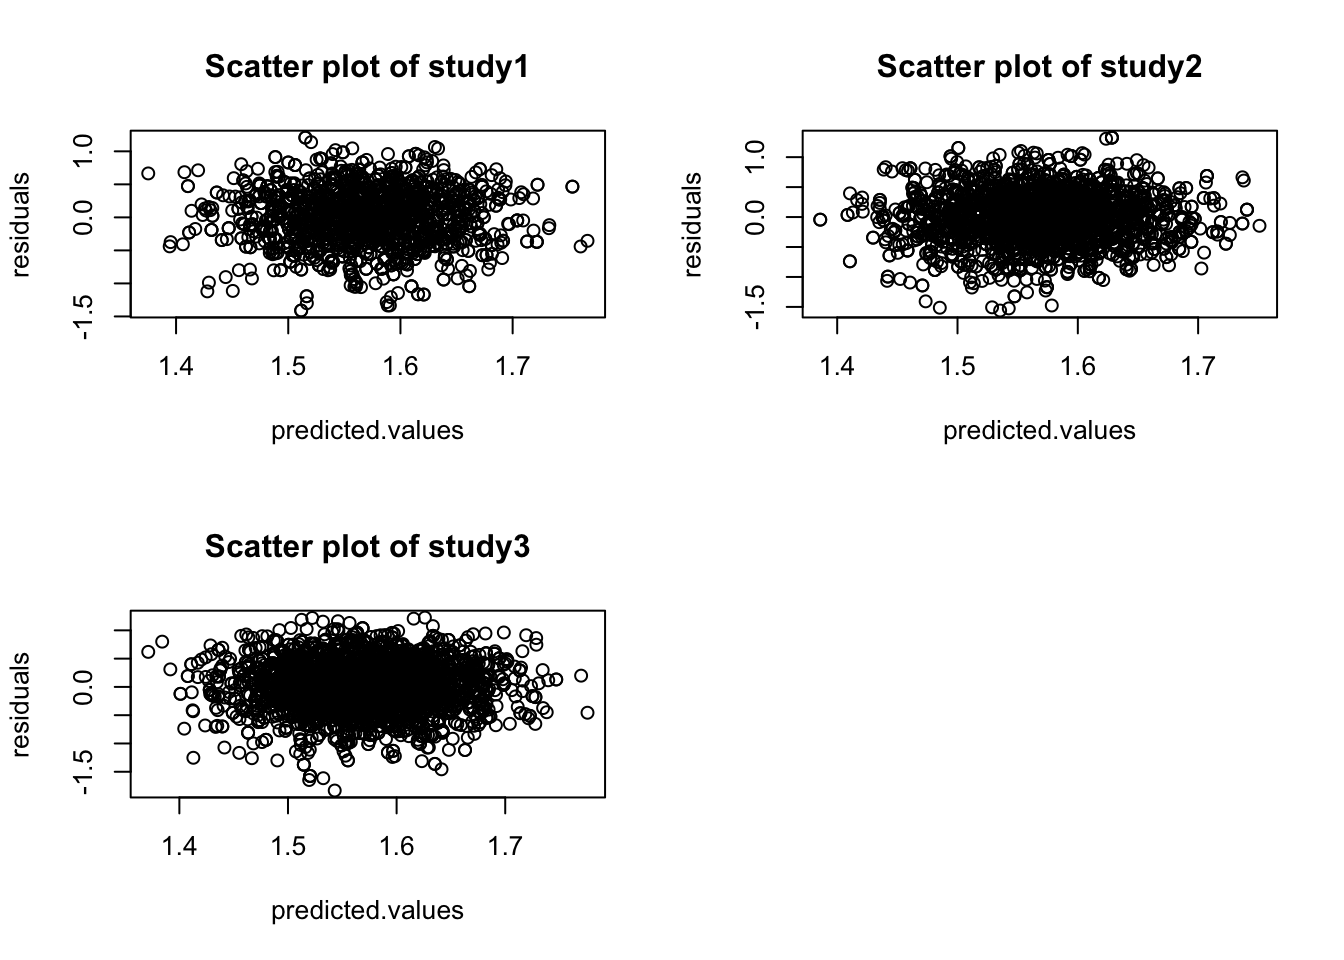 Scatter plot of study1
residuals
1.0
0.0
-1.5
1.4 1.5 1.6 1.7
predicted.values
Scatter plot of study2
residuals
1.0
0.0
-1.5
1.4 1.5 1.6 1.7
predicted.values
Scatter plot of study3
residuals
0.0
-1.5
1.4 1.5 1.6 1.7
predicted.values